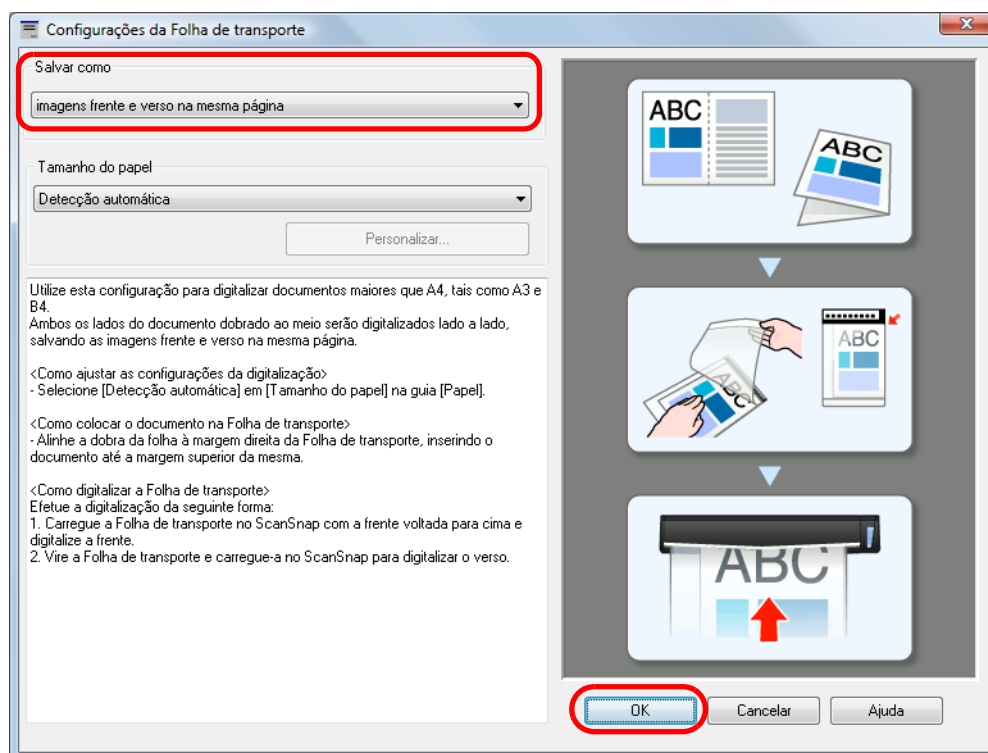 Configurações da Folha de transporte
Salvar como
imagens frente e verso na mesma página
Tamanho do papel
Detecção automática
Personalizar...
Utilize esta configuração para digitalizar documentos maiores que A4, tais como A3 e
B4.
Ambos os lados do documento dobrado ao meio serão digitalizados lado a lado,
salvando as imagens frente e verso na mesma página.
<Como ajustar as configurações da digitalização>
- Selecione [Detecção automática] em [Tamanho do papel] na guia [Papel].
<Como colocar o documento na Folha de transporte>
- Alinhe a dobra da folha à margem direita da Folha de transporte, inserindo o
documento até a margem superior da mesma.
<Como digitalizar a Folha de transporte>
Efetue a digitalização da seguinte forma:
1. Carregue a Folha de transporte no ScanSnap com a frente voltada para cima e
digitalize a frente.
2. Vire a Folha de transporte e carregue-a no ScanSnap para digitalizar o verso.
ABC
ABC
ABC
ABC
ABC
OK
Cancelar
Ajuda